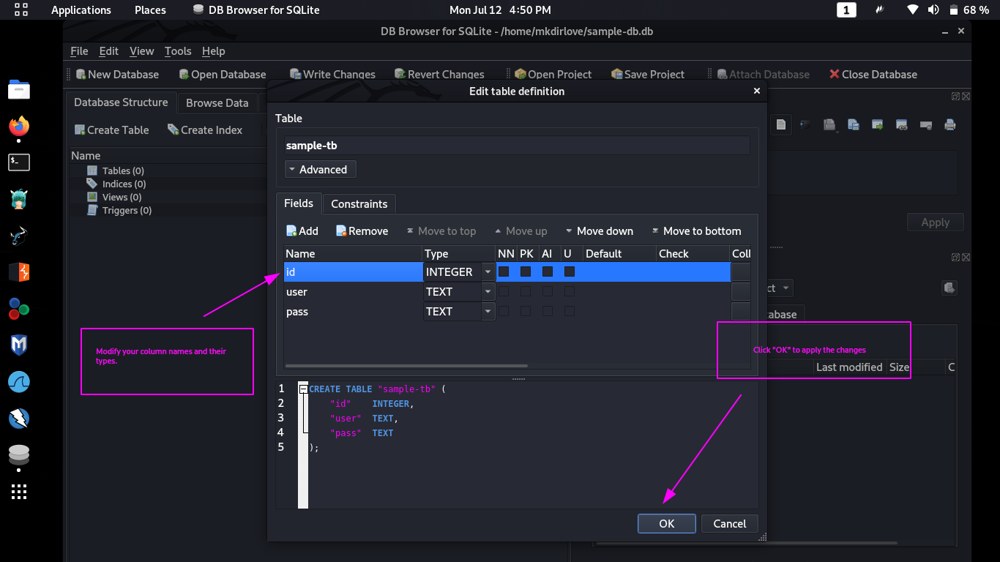 Applications Places DB Browser for SQLite Mon Jul 12 4:50 PM 1 68 %
DB Browser for SQLite - /home/mkdirlove/sample-db.db
File Edit View Tools Help
New Database Open Database Write Changes Revert Changes Open Project Save Project Attach Database Close Database
Edit table definition
Database Structure Browse Data
Create Table Create Index
Name
Tables (0)
Indices (0)
Views (0)
Triggers (0)
Table
sample-tb
Advanced
Fields Constraints
Add Remove Move to top Move up Move down Move to bottom
Name Type NN PK AI U Default Check Coll
id INTEGER
user TEXT
pass TEXT
Apply
ct
abase
Modify your column names and their
types.
Click "OK" to apply the changes
Last modified Size C
1 CREATE TABLE "sample-tb" (
2 "id" INTEGER,
3 "user" TEXT,
4 "pass" TEXT
5 );
OK Cancel